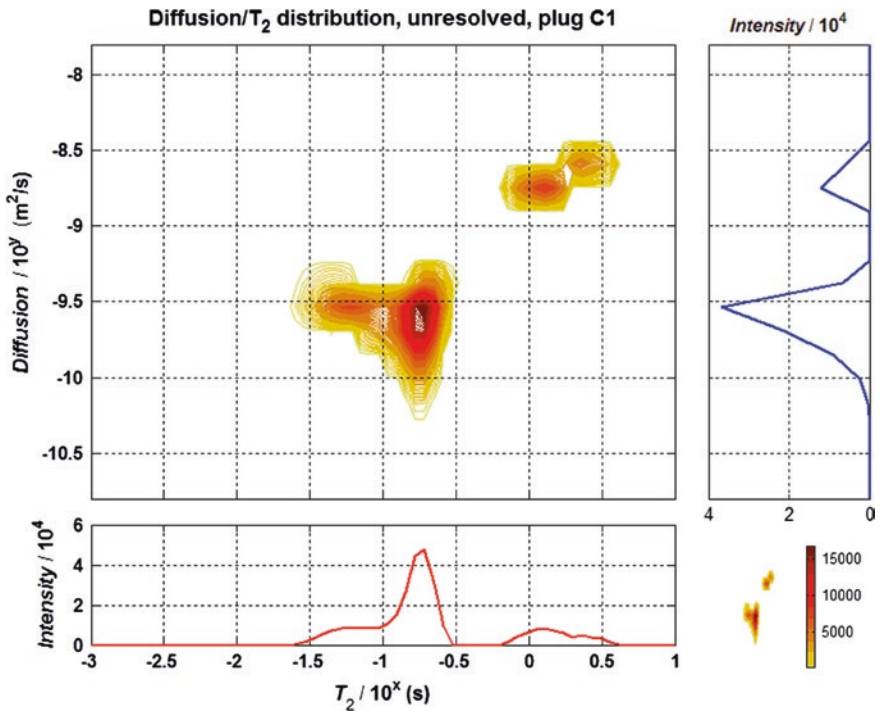 Diffusion/T2 distribution, unresolved, plug C1
Intensity / 10^4
Diffusion / 10^y (m^2/s)
-8
-8.5
-9
-9.5
-10
-10.5
4 2 0
Intensity / 10^4
6
4
2
0
-3 -2.5 -2 -1.5 -1 -0.5 0 0.5 1
T2 / 10^x (s)
15000
10000
5000